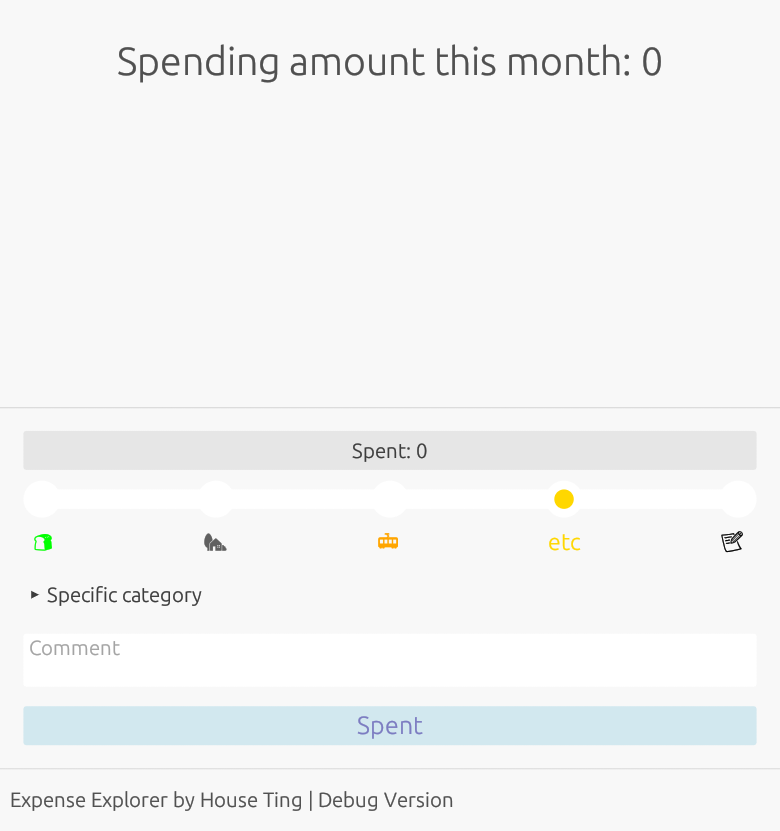 Spending amount this month: 0
Spent: 0
etc
Specific category
Comment
Spent
Expense Explorer by House Ting | Debug Version